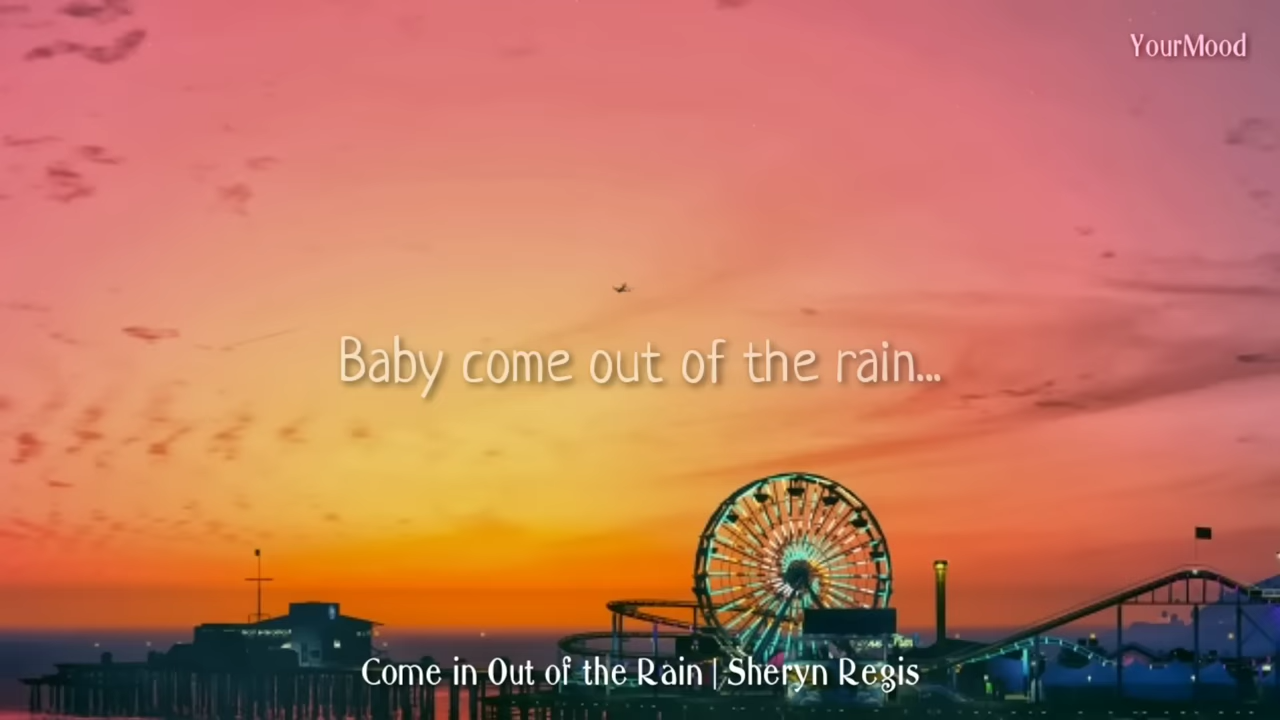 YourMood
Baby come out of the rain...
Come in Out of the Rain | Sheryn Regis